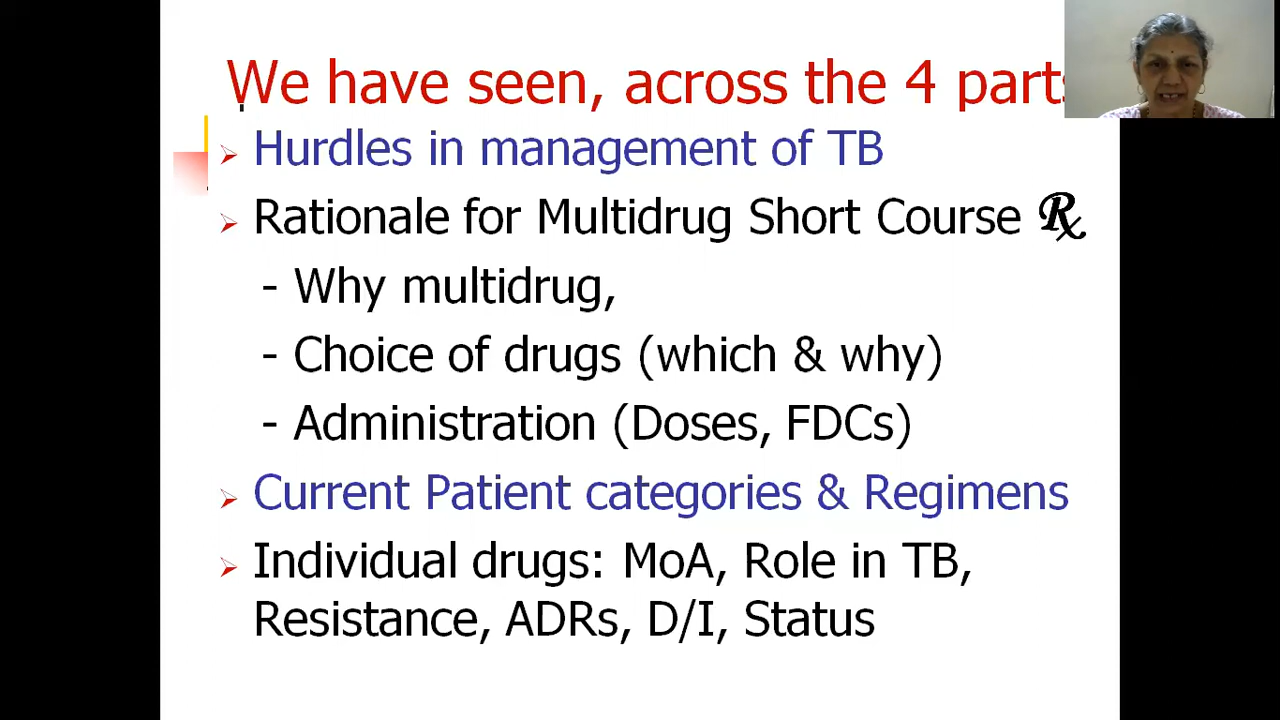 We have seen, across the 4 parts
Hurdles in management of TB
Rationale for Multidrug Short Course ℞
- Why multidrug,
- Choice of drugs (which & why)
- Administration (Doses, FDCs)
Current Patient categories & Regimens
Individual drugs: MoA, Role in TB,
Resistance, ADRs, D/I, Status